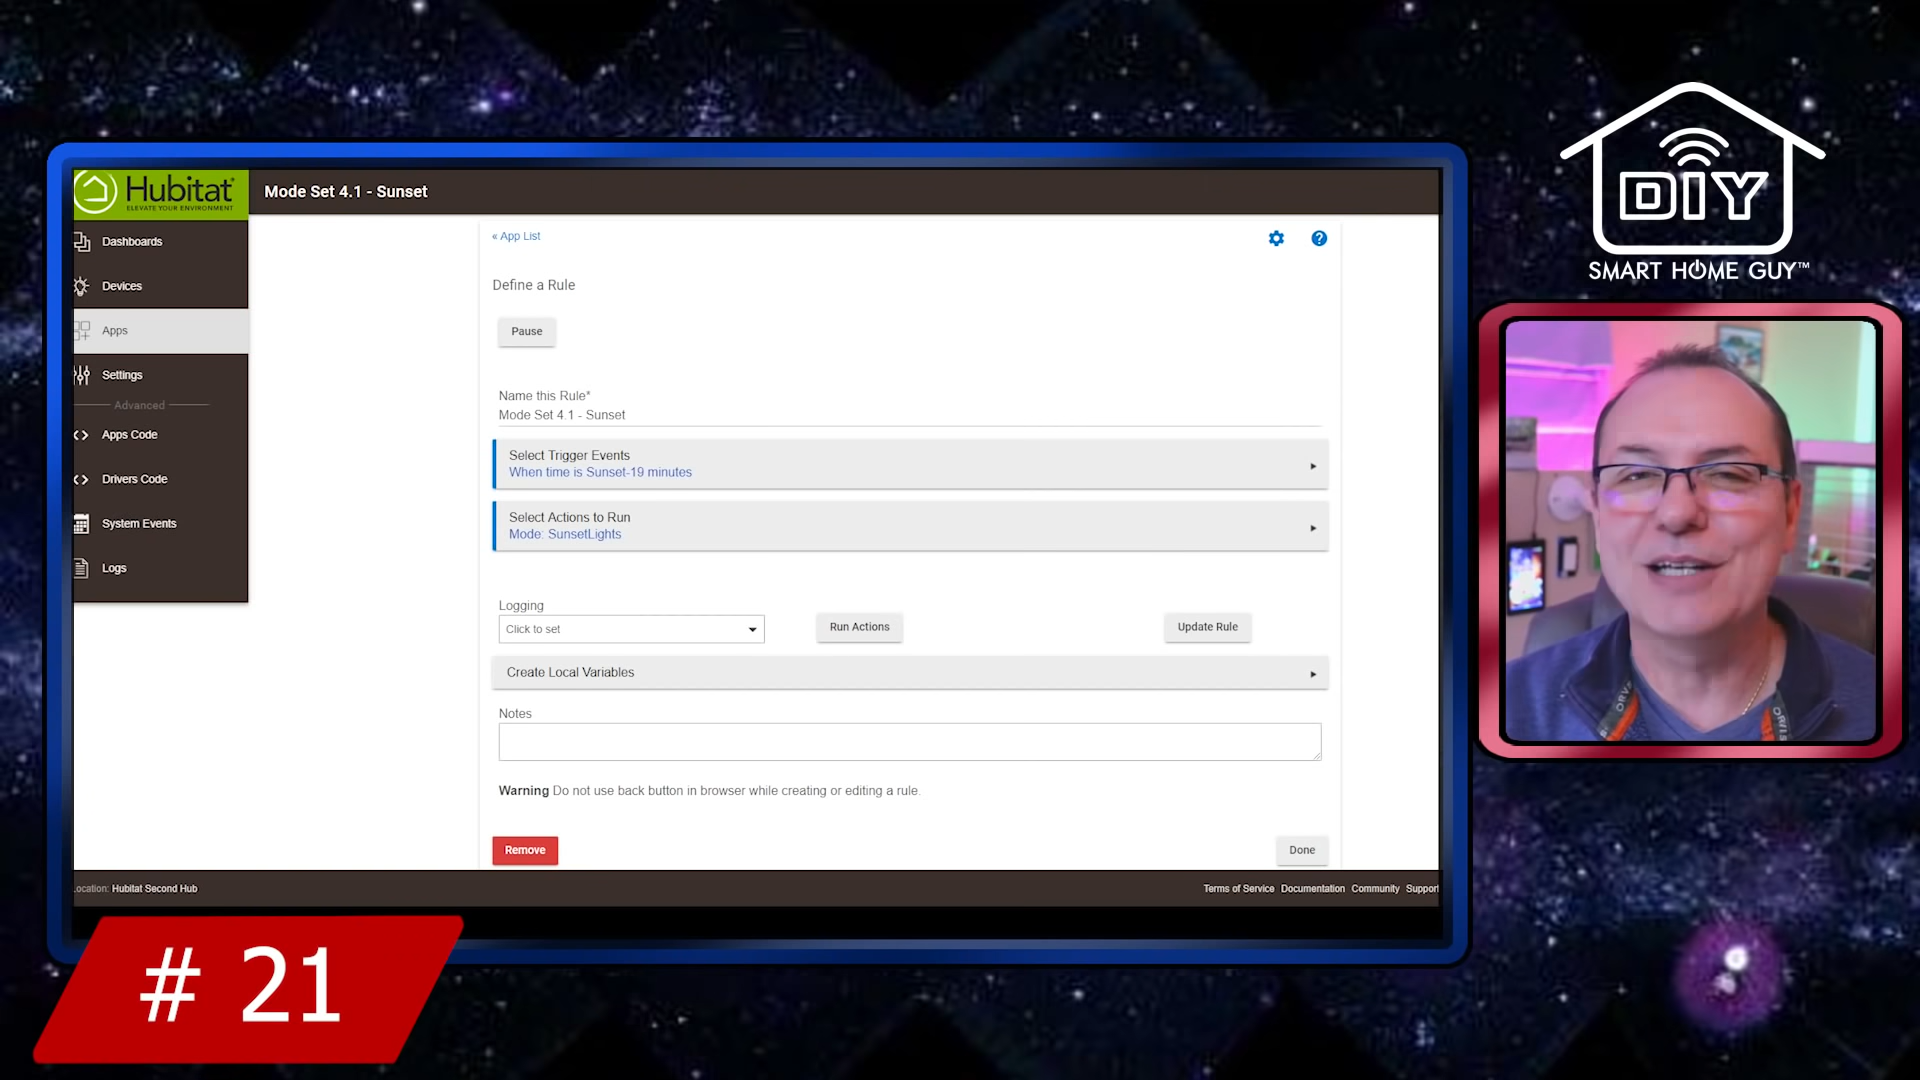 Hubitat
ELEVATE YOUR ENVIRONMENT
Mode Set 4.1 - Sunset
Dashboards
Devices
Apps
Settings
Advanced
Apps Code
Drivers Code
System Events
Logs
« App List
Define a Rule
Pause
Name this Rule*
Mode Set 4.1 - Sunset
Select Trigger Events
When time is Sunset-19 minutes
Select Actions to Run
Mode: SunsetLights
Logging
Click to set
Run Actions
Update Rule
Create Local Variables
Notes
Warning Do not use back button in browser while creating or editing a rule.
Remove
Done
ocation: Hubitat Second Hub
Terms of Service Documentation Community Support
# 21
DIY
SMART HOME GUY™
ORVIS
ORVIS